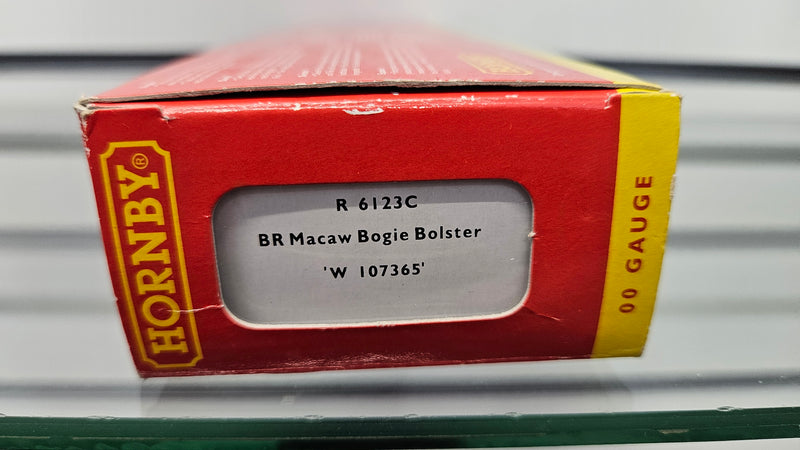 HORNBY®
R 6123C
BR Macaw Bogie Bolster
'W 107365'
00 GAUGE